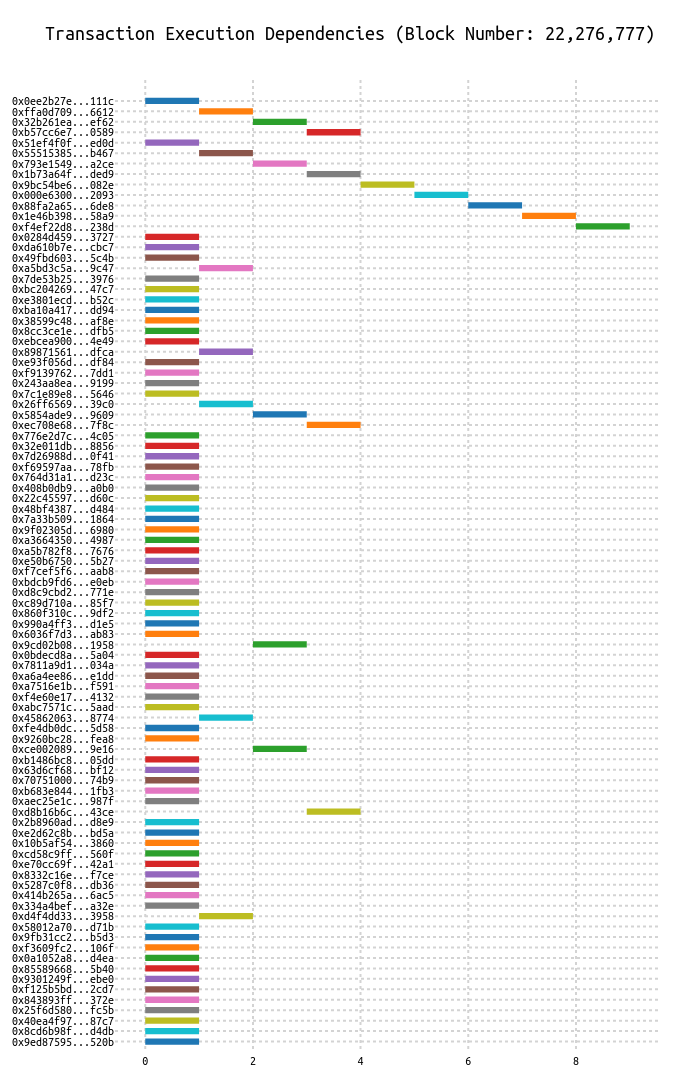 Transaction Execution Dependencies (Block Number: 22,276,777)
0x0ee2b27e...111c
0xffa0d709...6612
0x32b261ea...ef62
0xb57cc6e7...0589
0x51ef4f0f...ed0d
0x55515385...b467
0x793e1549...a2ce
0x1b73a64f...ded9
0x9bc54be6...082e
0x000e6300...2093
0x88fa2a65...6de8
0x1e46b398...58a9
0xf4ef22d8...238d
0x0284d459...3727
0xda610b7e...cbc7
0x49fbd603...5c4b
0xa5bd3c5a...9c47
0x7de53b25...3976
0xbc204269...47c7
0xe3801ecd...b52c
0xba10a417...dd94
0x38599c48...af8e
0x8cc3ce1e...dfb5
0xebcea900...4e49
0x89871561...dfca
0xe93f056d...df84
0xf9139762...7dd1
0x243aa8ea...9199
0x7c1e89e8...5646
0x26ff6569...39c0
0x5854ade9...9609
0xec708e68...7f8c
0x776e2d7c...4c05
0x32e011db...8856
0x7d26988d...0f41
0xf69597aa...78fb
0x764d31a1...d23c
0x408b0db9...a0b0
0x22c45597...d60c
0x48bf4387...d484
0x7a33b509...1864
0x9f02305d...6980
0xa3664350...4987
0xa5b782f8...7676
0xe50b6750...5b27
0xf7cef5f6...aab8
0xbdcb9fd6...e0eb
0xd8c9cbd2...771e
0xc89d710a...85f7
0x860f310c...9df2
0x990a4ff3...d1e5
0x6036f7d3...ab83
0x9cd02b08...1958
0x0bdecd8a...5a04
0x7811a9d1...034a
0xa6a4ee86...e1dd
0xa7516e1b...f591
0xf4e60e17...4132
0xabc7571c...5aad
0x45862063...8774
0xfe4db0dc...5d58
0x9260bc28...fea8
0xce002089...9e16
0xb1486bc8...05dd
0x63d6cf68...bf12
0x70751000...74b9
0xb683e844...1fb3
0xaec25e1c...987f
0xd8b16b6c...43ce
0x2b8960ad...d8e9
0xe2d62c8b...bd5a
0x10b5af54...3860
0xcd58c9ff...560f
0xe70cc69f...42a1
0x8332c16e...f7ce
0x5287c0f8...db36
0x414b265a...6ac5
0x334a4bef...a32e
0xd4f4dd33...3958
0x58012a70...d71b
0x9fb31cc2...b5d3
0xf3609fc2...106f
0x0a1052a8...d4ea
0x85589668...5b40
0x9301249f...ebe0
0xf125b5bd...2cd7
0x843893ff...372e
0x25f6d580...fc5b
0x40ea4f97...87c7
0x8cd6b98f...d4db
0x9ed87595...520b
0 2 4 6 8